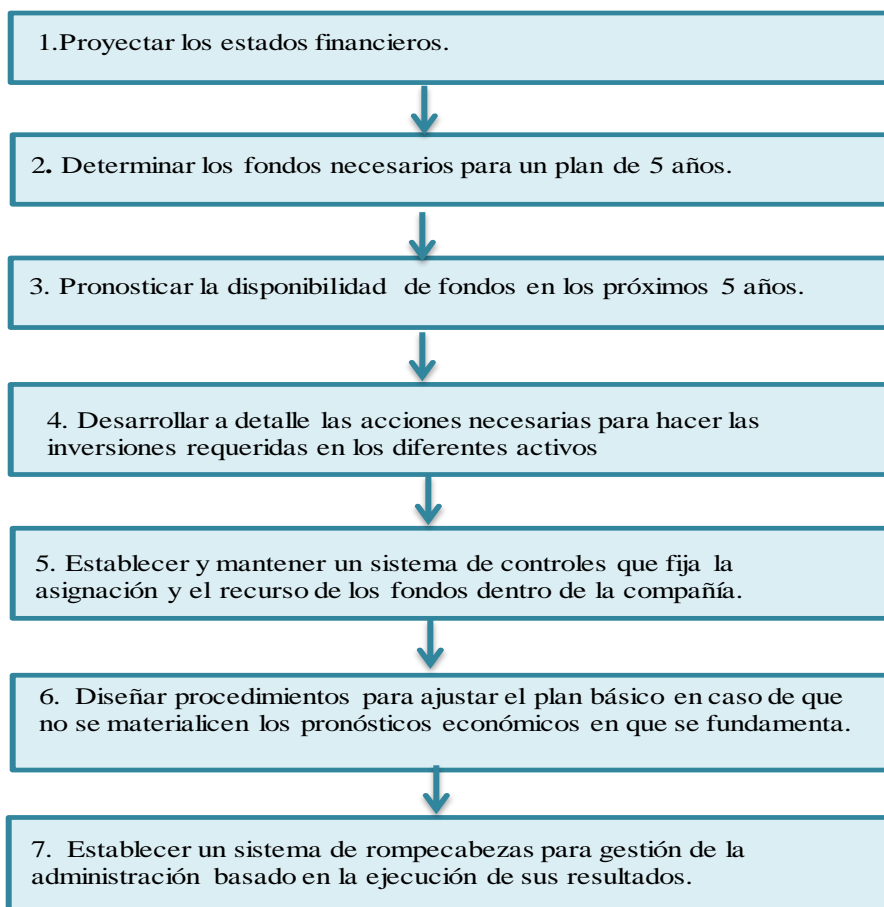 1.Proyectar los estados financieros.
2. Determinar los fondos necesarios para un plan de 5 años.
3. Pronosticar la disponibilidad de fondos en los próximos 5 años.
4. Desarrollar a detalle las acciones necesarias para hacer las
inversiones requeridas en los diferentes activos
5. Establecer y mantener un sistema de controles que fija la
asignación y el recurso de los fondos dentro de la compañía.
6. Diseñar procedimientos para ajustar el plan básico en caso de que
no se materialicen los pronósticos económicos en que se fundamenta.
7. Establecer un sistema de rompecabezas para gestión de la
administración basado en la ejecución de sus resultados.